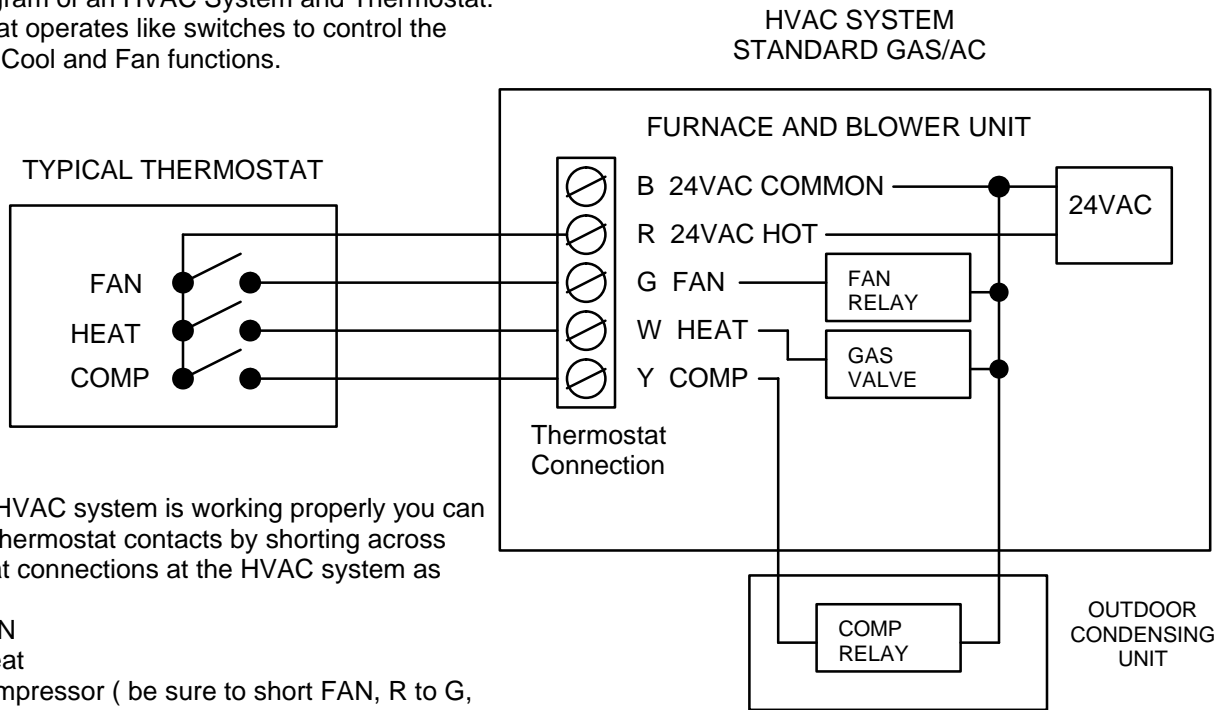 gram of an HVAC System and Thermostat.
at operates like switches to control the
Cool and Fan functions.
HVAC SYSTEM
STANDARD GAS/AC
FURNACE AND BLOWER UNIT
TYPICAL THERMOSTAT
B 24VAC COMMON
24VAC
R 24VAC HOT
FAN
G FAN
FAN
RELAY
HEAT
W HEAT
GAS
VALVE
COMP
Y COMP
Thermostat
Connection
HVAC system is working properly you can
hermostat contacts by shorting across
at connections at the HVAC system as
N
eat
mpressor ( be sure to short FAN, R to G,
COMP
RELAY
OUTDOOR
CONDENSING
UNIT